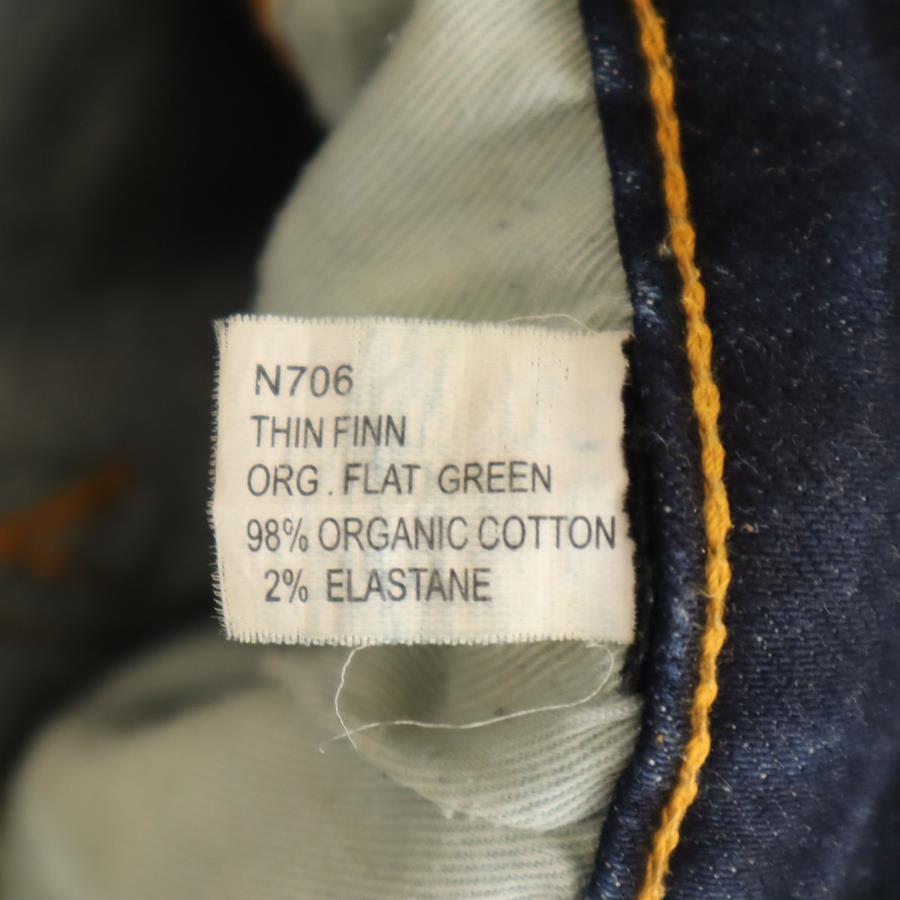 N706
THIN FINN
ORG. FLAT GREEN
98% ORGANIC COTTON
2% ELASTANE